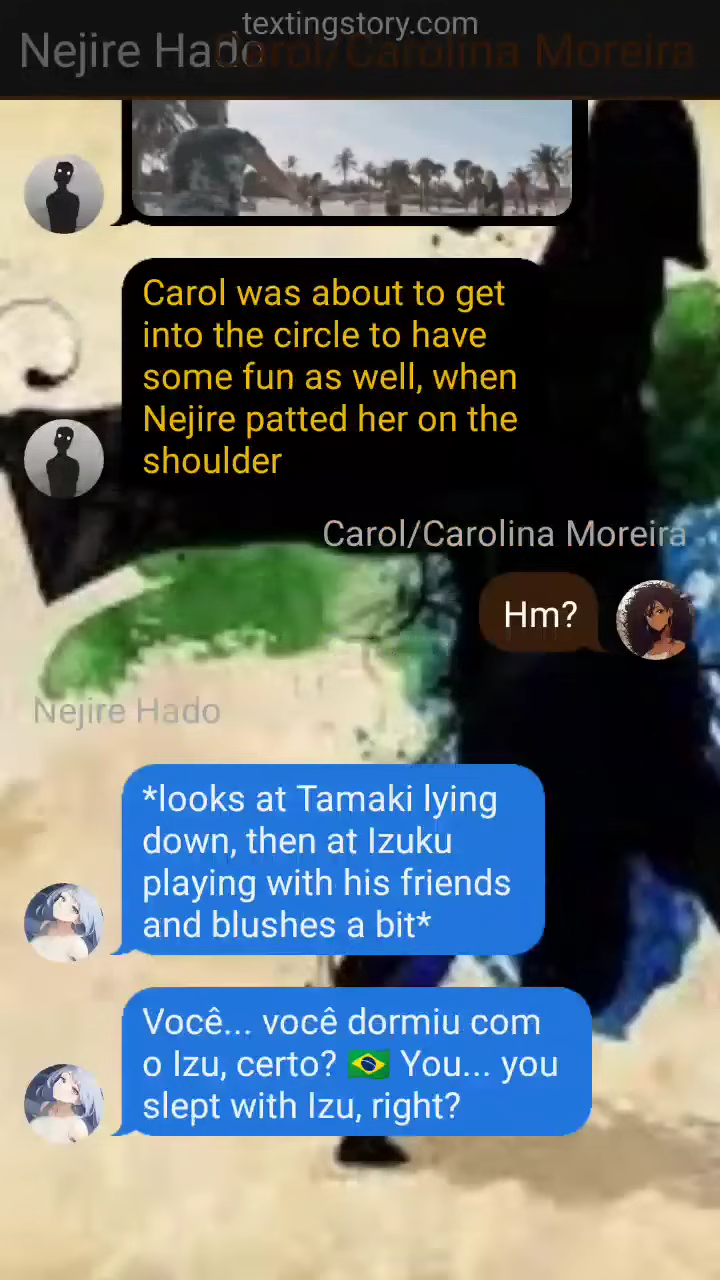 textingstory.com
Nejire Hado
Carol/Carolina Moreira
Carol was about to get
into the circle to have
some fun as well, when
Nejire patted her on the
shoulder
Carol/Carolina Moreira
Hm?
Nejire Hado
*looks at Tamaki lying
down, then at Izuku
playing with his friends
and blushes a bit*
Você... você dormiu com
o Izu, certo? 🇧🇷 You... you
slept with Izu, right?